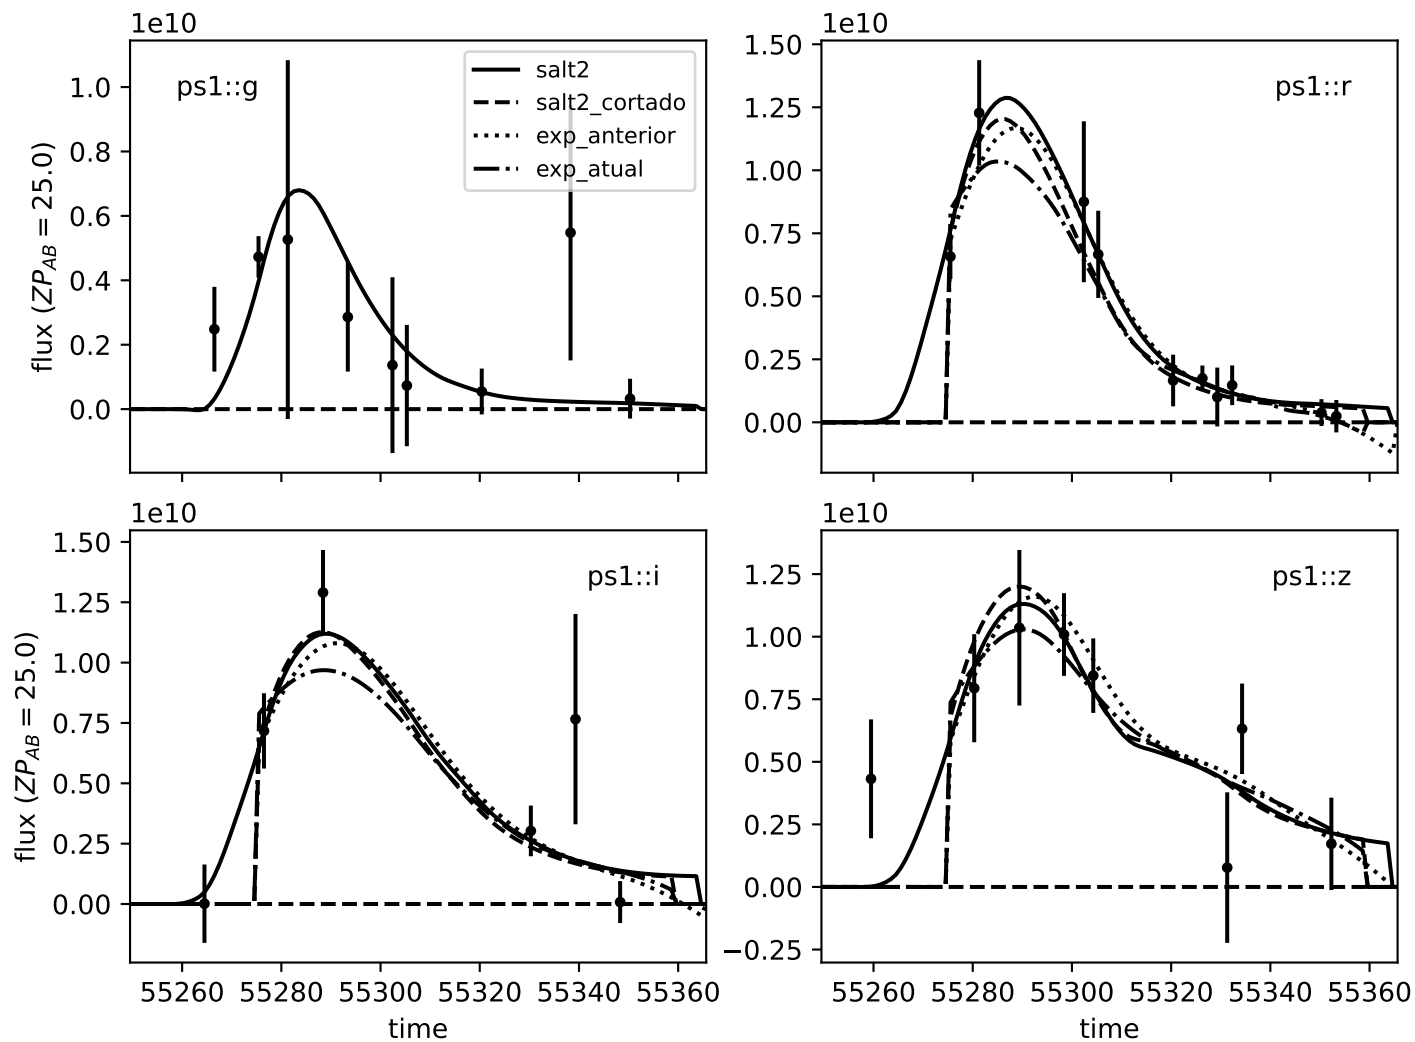 1e10
ps1::g
salt2
salt2_cortado
exp_anterior
exp_atual
flux (ZP_AB = 25.0)
1.0
0.8
0.6
0.4
0.2
0.0
1e10
ps1::r
1.50
1.25
1.00
0.75
0.50
0.25
0.00
1e10
ps1::i
flux (ZP_AB = 25.0)
1.50
1.25
1.00
0.75
0.50
0.25
0.00
55260 55280 55300 55320 55340 55360
time
1e10
ps1::z
1.25
1.00
0.75
0.50
0.25
0.00
−0.25
55260 55280 55300 55320 55340 55360
time